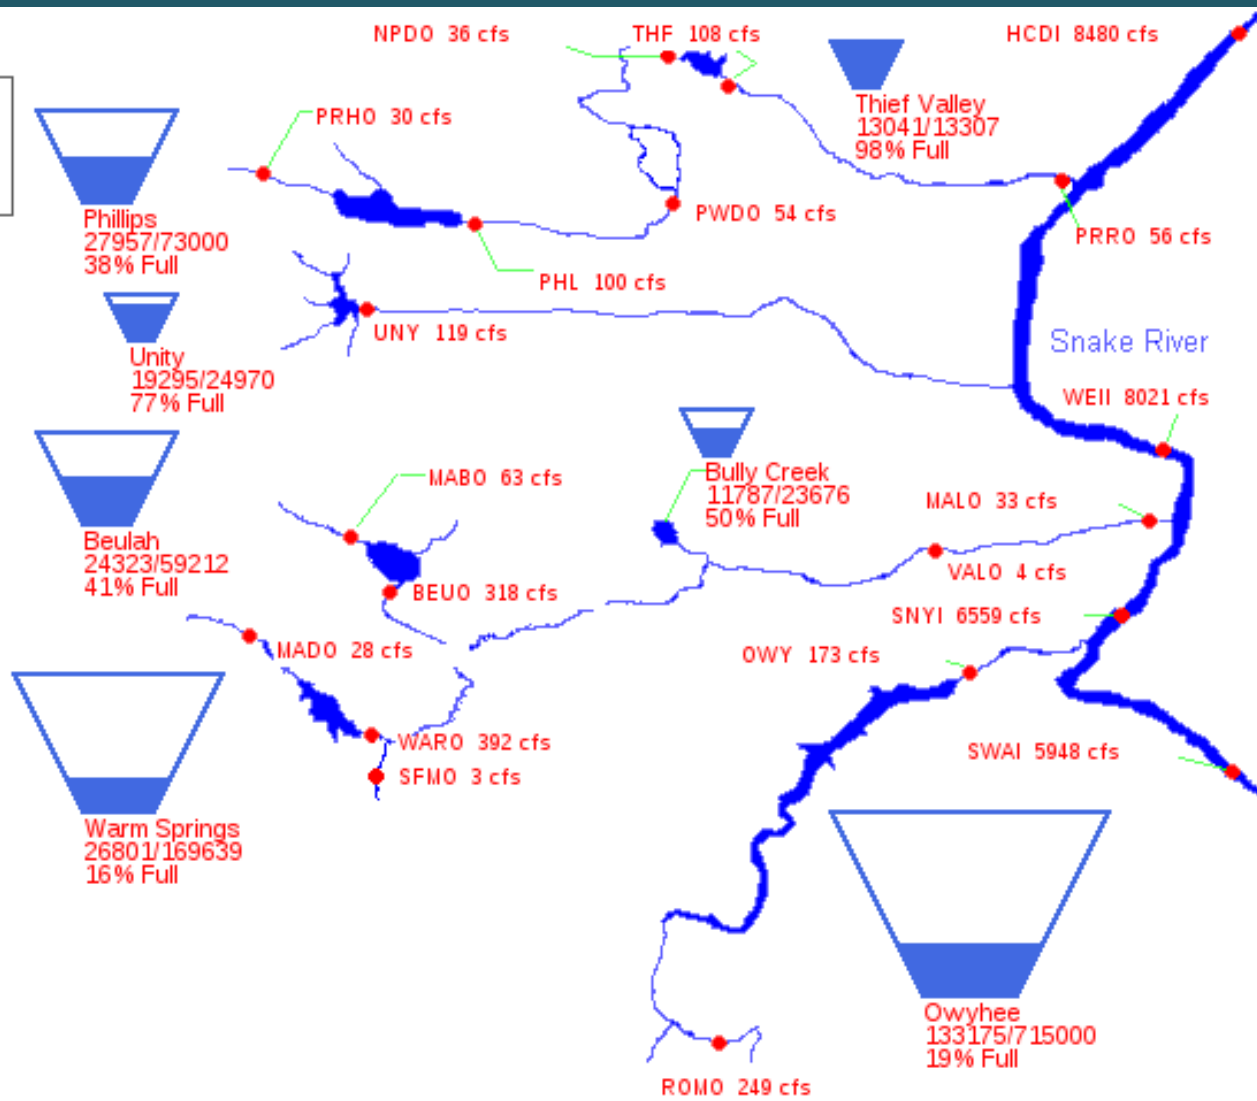 NPDO 36 cfs
THF 108 cfs
HCDI 8480 cfs
Thief Valley
13041/13307
98% Full
PRHO 30 cfs
Phillips
27957/73000
38% Full
PWDO 54 cfs
PRRO 56 cfs
PHL 100 cfs
Unity
19295/24970
77% Full
UNY 119 cfs
Snake River
WEII 8021 cfs
Beulah
24323/59212
41% Full
MABO 63 cfs
Bully Creek
11787/23676
50% Full
MALO 33 cfs
VALO 4 cfs
BEUO 318 cfs
SNYI 6559 cfs
MADO 28 cfs
OWY 173 cfs
WARO 392 cfs
SFMO 3 cfs
SWAI 5948 cfs
Warm Springs
26801/169639
16% Full
Owyhee
133175/715000
19% Full
ROMO 249 cfs